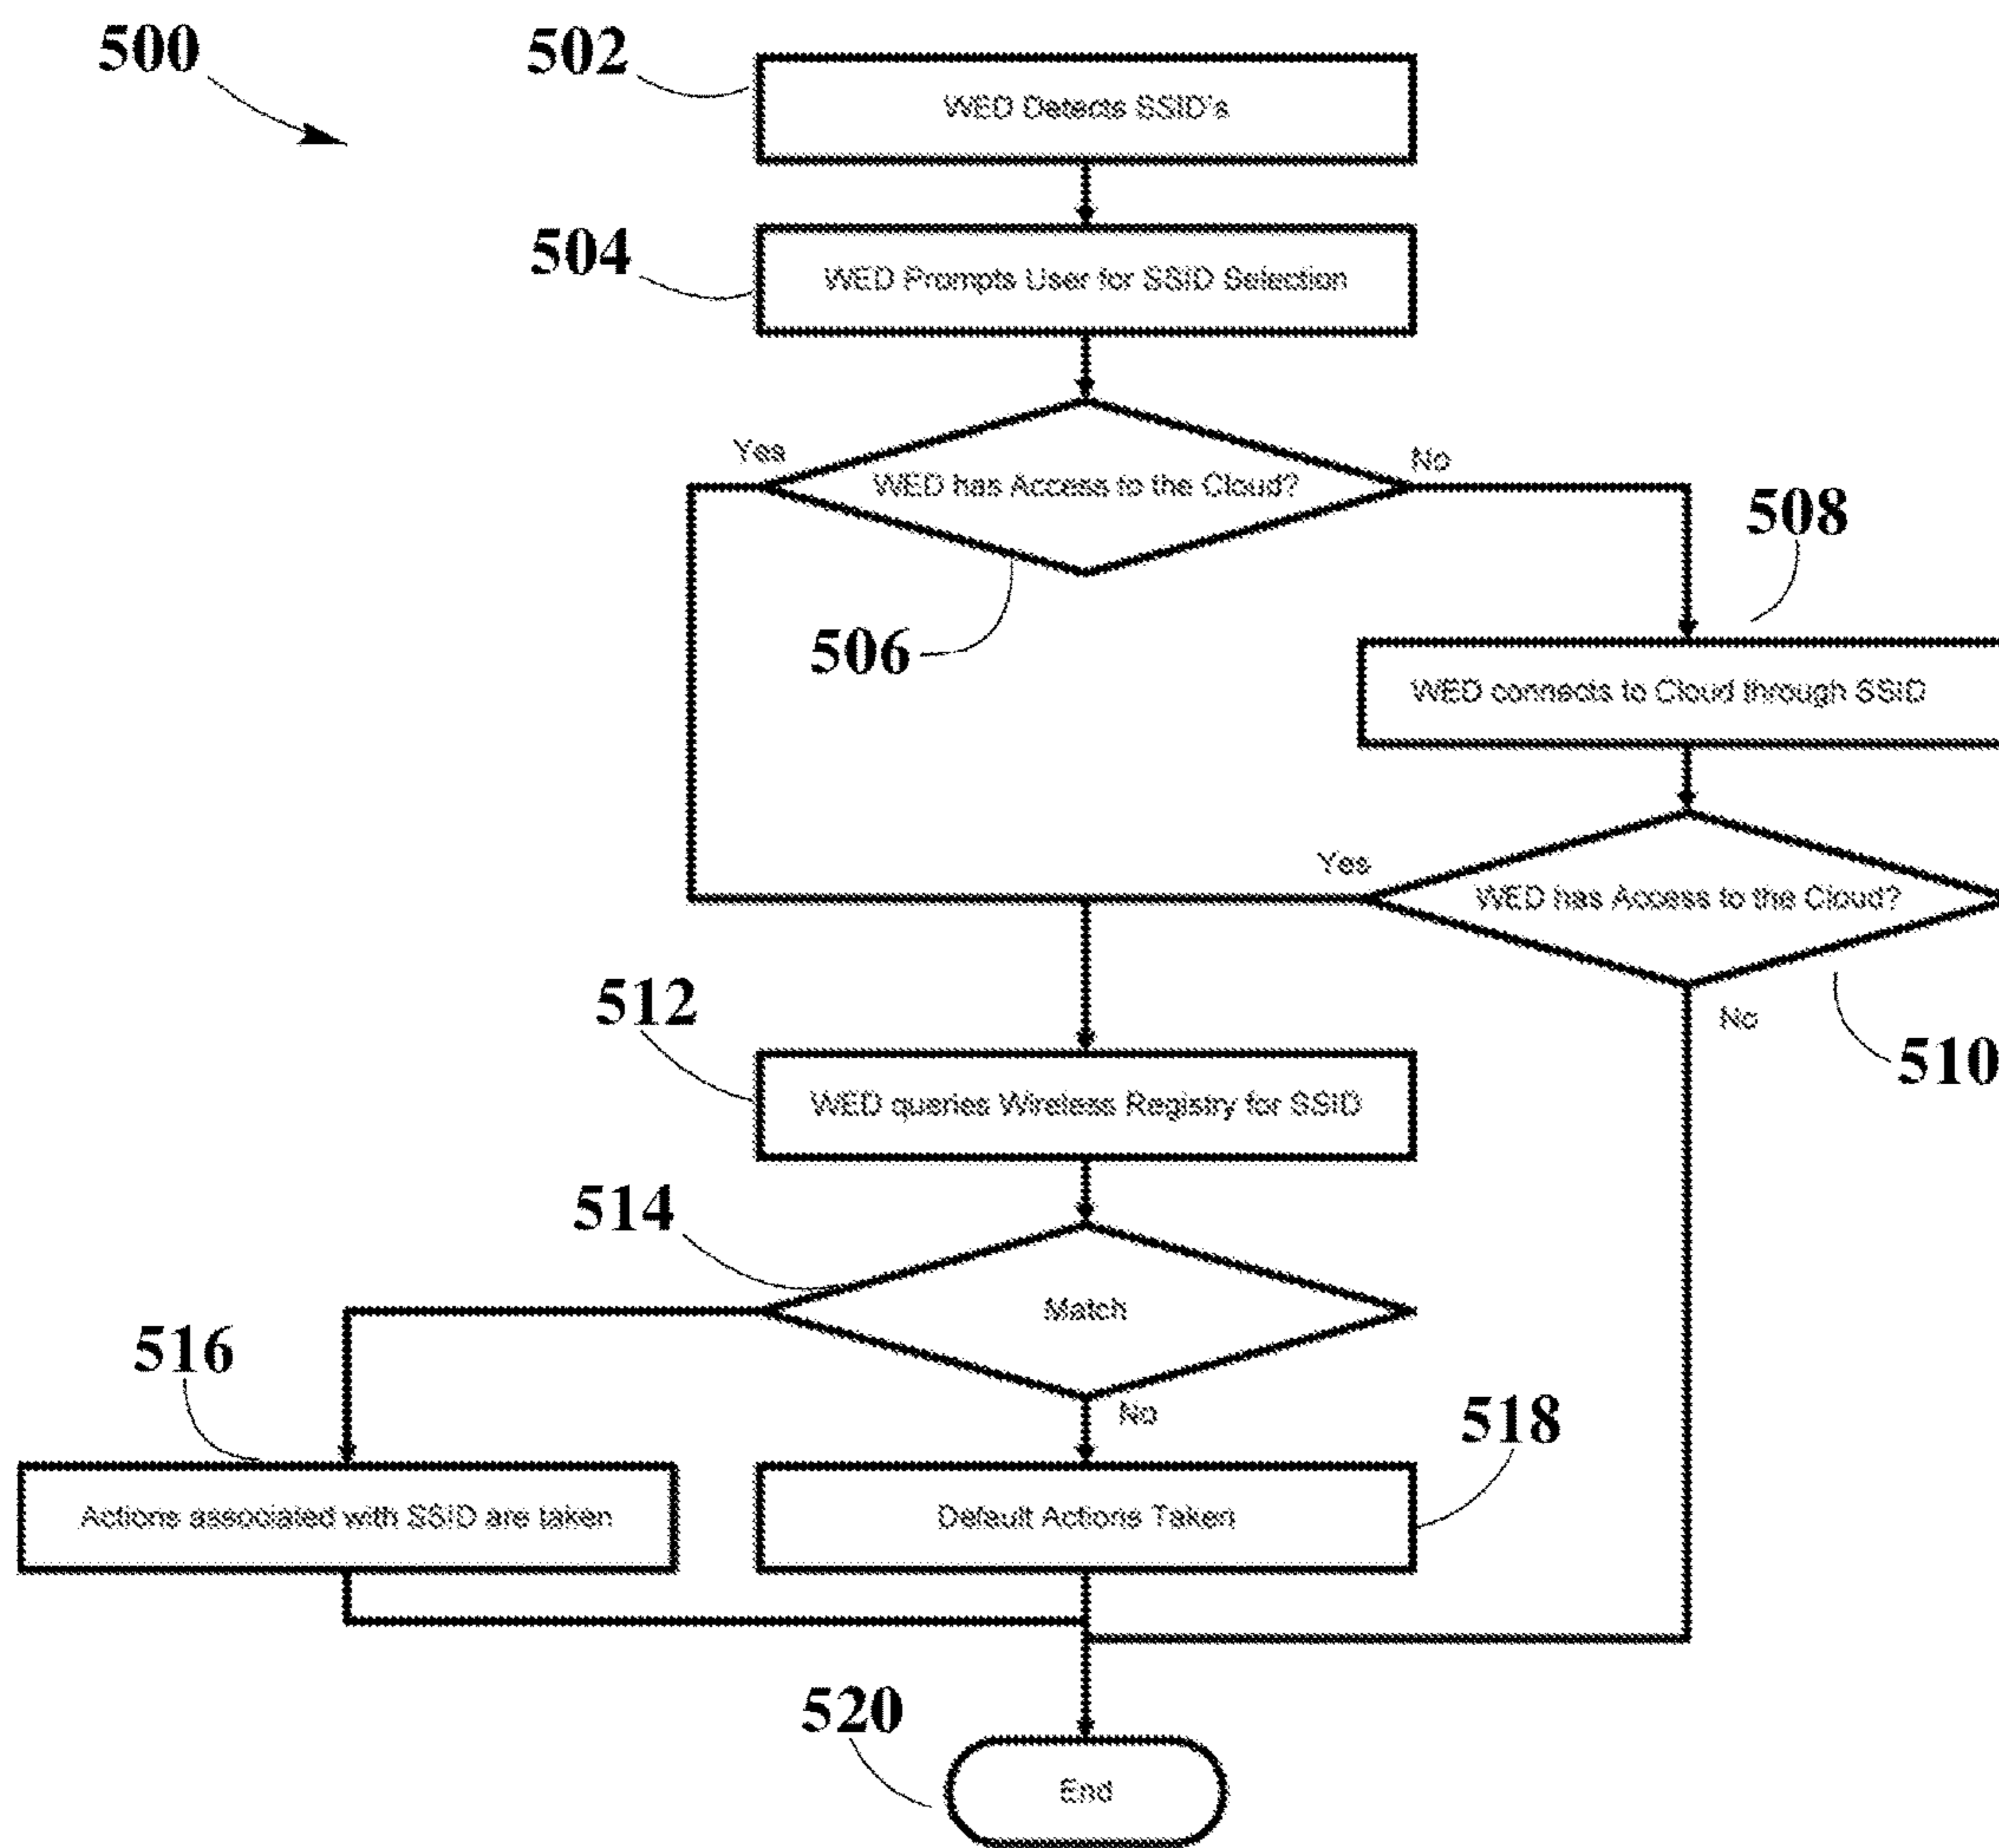 500
502
WED Detects SSID's
504
WED Prompts User for SSID Selection
Yes
WED has Access to the Cloud?
No
506
508
WED connects to Cloud through SSID
Yes
WED has Access to the Cloud?
No
510
512
WED queries Wireless Registry for SSID
514
Match
No
516
Actions associated with SSID are taken
518
Default Actions Taken
520
End